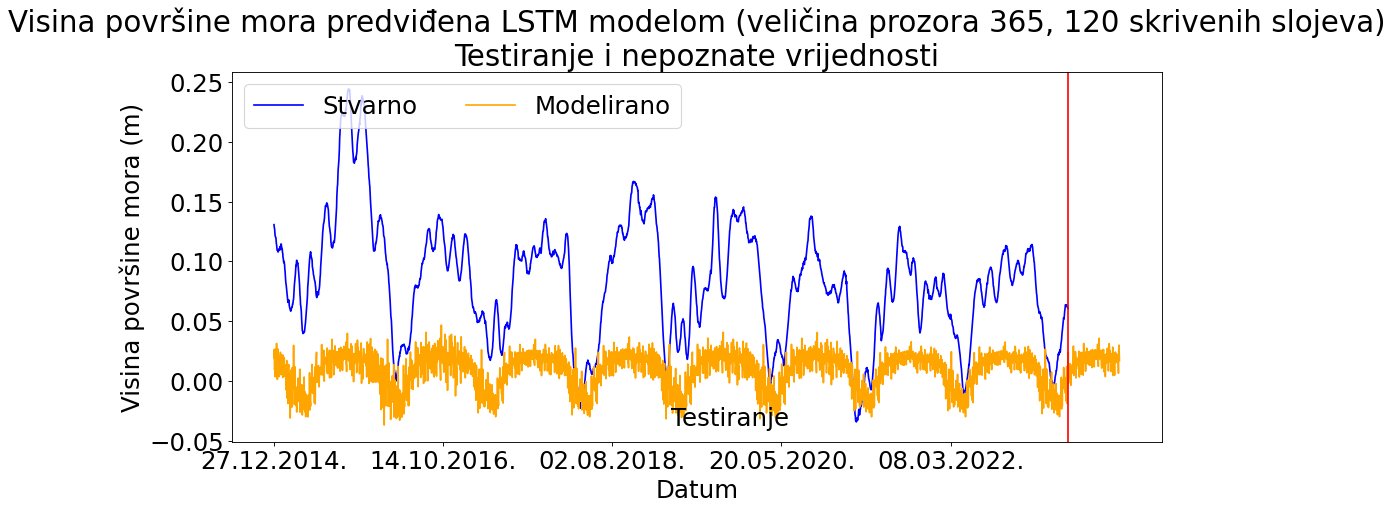 Visina površine mora predviđena LSTM modelom (veličina prozora 365, 120 skrivenih slojeva)
Testiranje i nepoznate vrijednosti
Stvarno
Modelirano
Visina površine mora (m)
0.25
0.20
0.15
0.10
0.05
0.00
−0.05
Testiranje
27.12.2014.
14.10.2016.
02.08.2018.
20.05.2020.
08.03.2022.
Datum